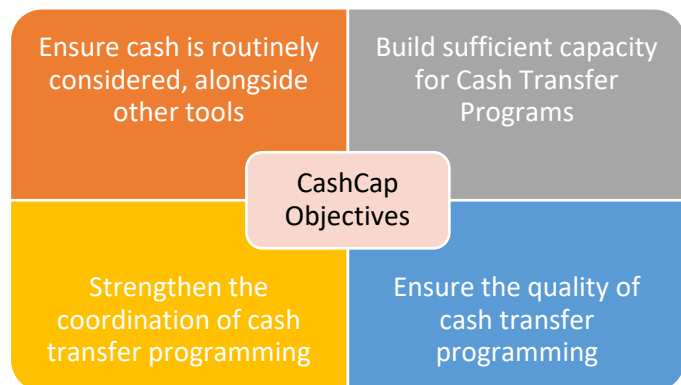 Ensure cash is routinely
considered, alongside
other tools
Build sufficient capacity
for Cash Transfer
Programs
CashCap
Objectives
Strengthen the
coordination of cash
transfer programming
Ensure the quality of
cash transfer
programming